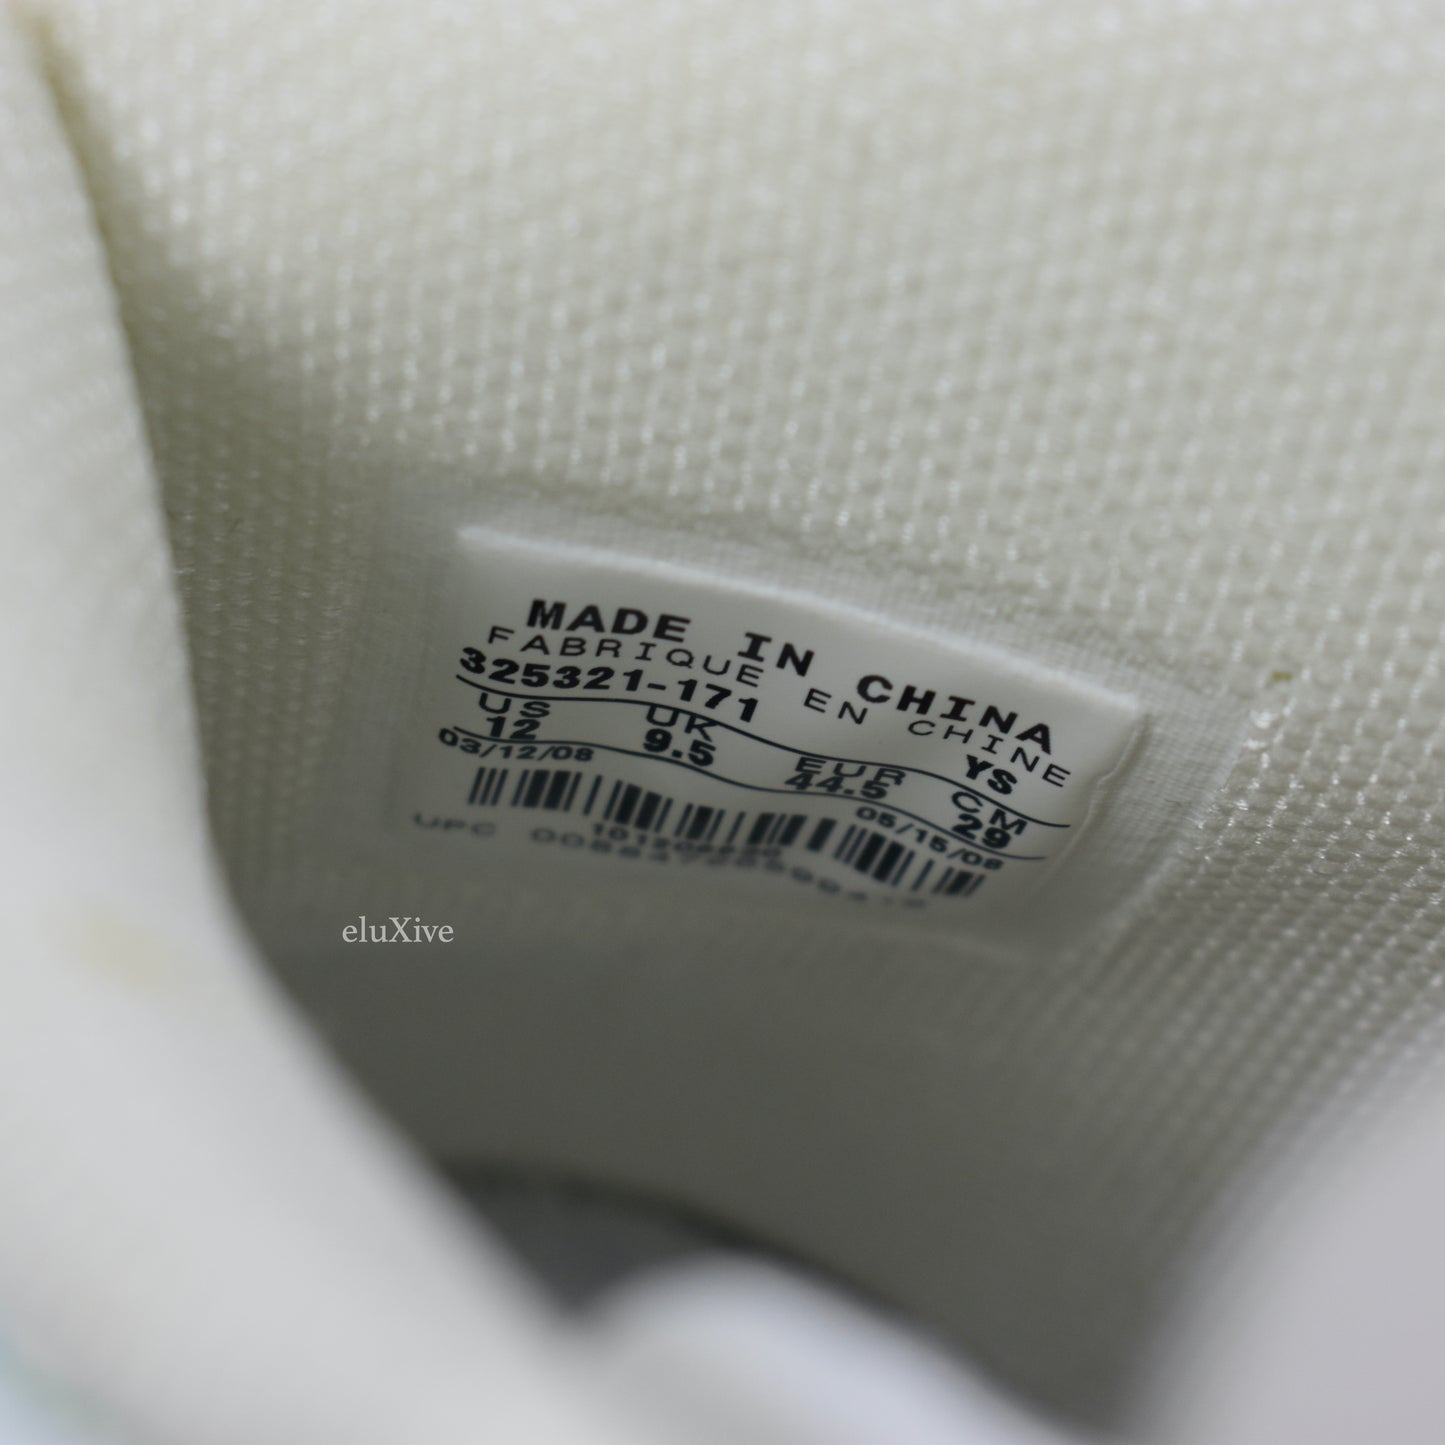 MADE IN CHINA
FABRIQUE EN CHINE
325321-171 YS
US UK EUR CM
12 9.5 44.5 29
03/12/08 05/15/08
UPC
eluXive